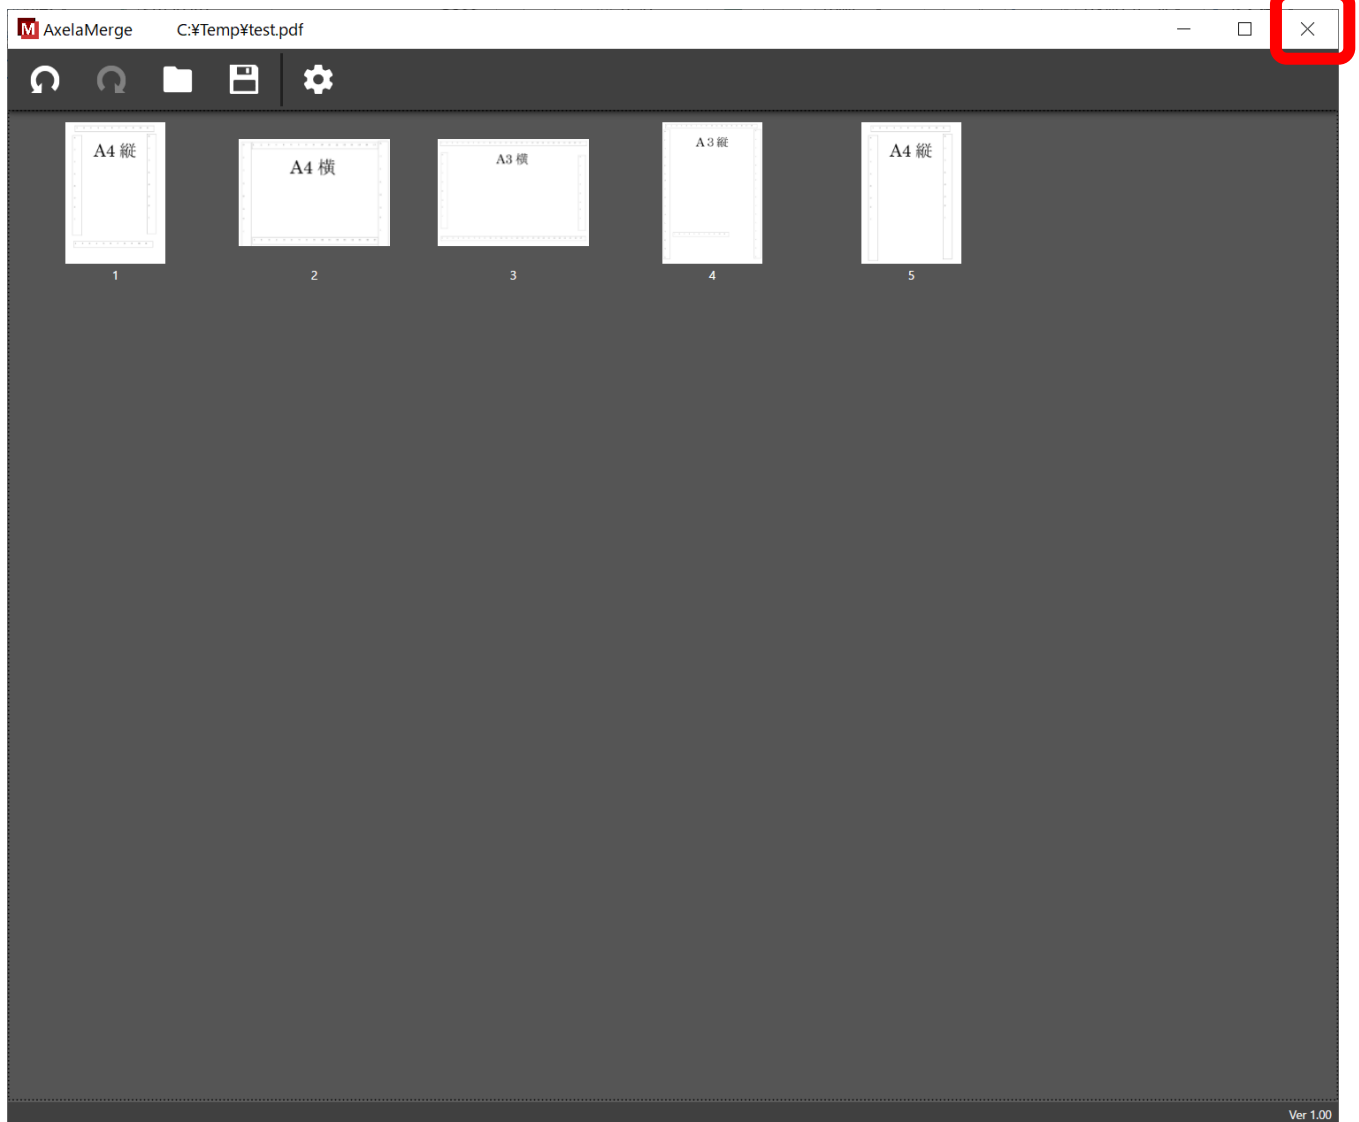 M AxelaMerge C:¥Temp¥test.pdf
A4 縦
A4 横
A3 横
A 3 縦
A4 縦
1
2
3
4
5
Ver 1.00